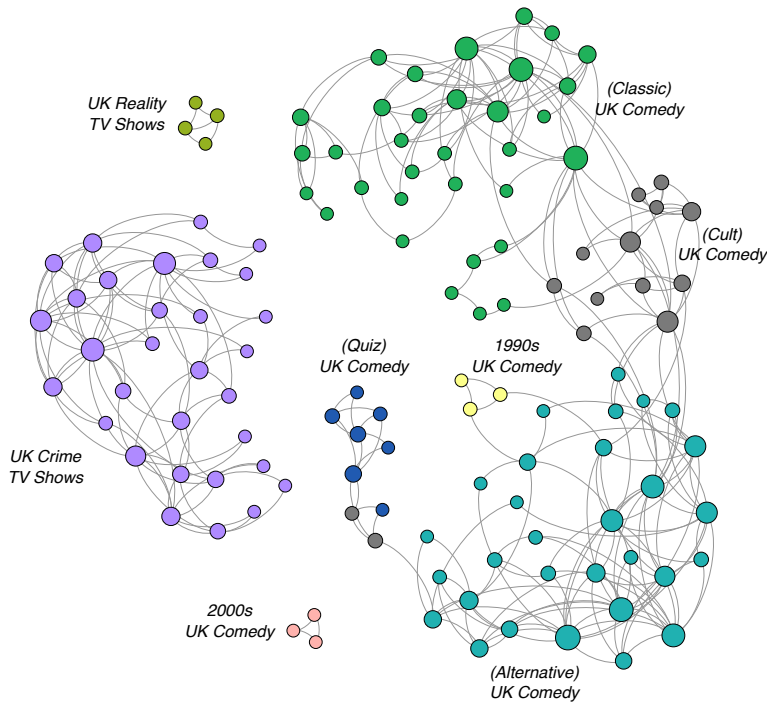 (Classic)
UK Comedy
UK Reality
TV Shows
(Cult)
UK Comedy
(Quiz)
UK Comedy
1990s
UK Comedy
UK Crime
TV Shows
2000s
UK Comedy
(Alternative)
UK Comedy